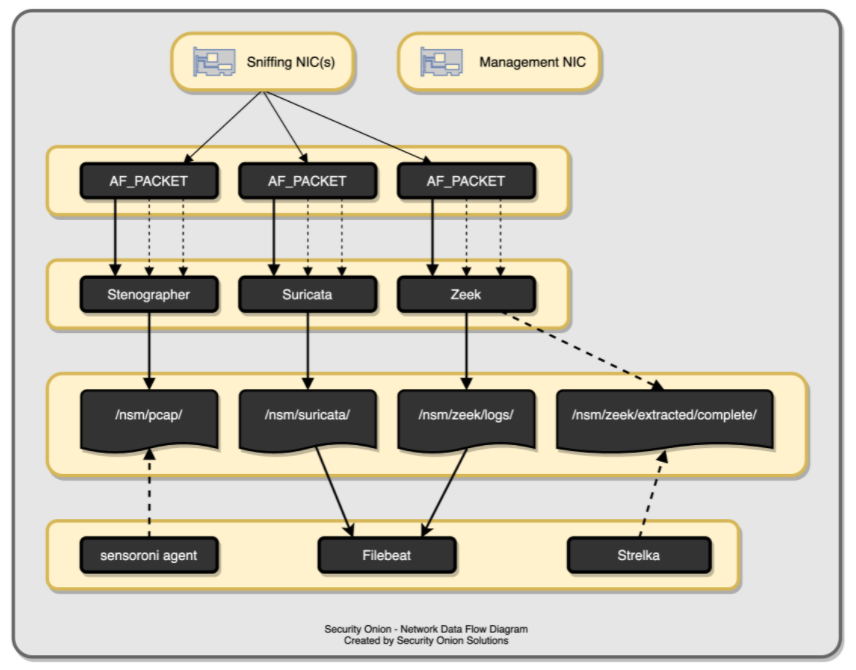 Sniffing NIC(s)
Management NIC
AF_PACKET
AF_PACKET
AF_PACKET
Stenographer
Suricata
Zeek
/nsm/pcap/
/nsm/suricata/
/nsm/zeek/logs/
/nsm/zeek/extracted/complete/
sensoroni agent
Filebeat
Strelka
Security Onion - Network Data Flow Diagram
Created by Security Onion Solutions